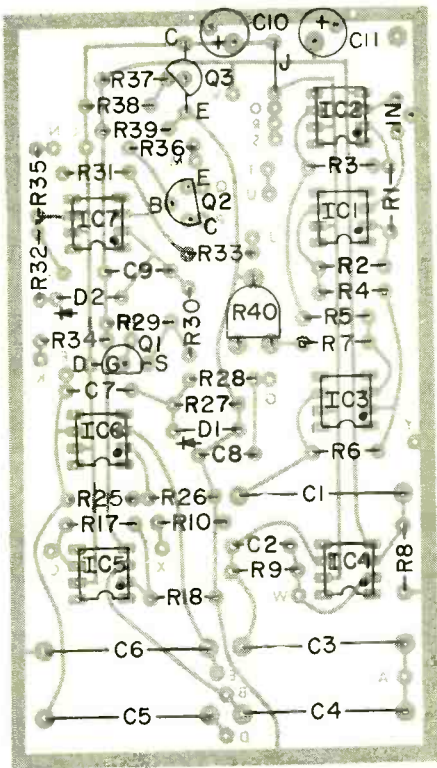 C
C10
C11
+
+
J
R37
Q3
R38
E
R39
IC2
IN
R36
R35
R31
R3
E
IC7
B
Q2
IC1
R1
C
R32
R33
C9
R2
D2
R30
R4
R29
R40
R5
R34
Q1
R7
D
G
S
R28
C7
R27
IC3
IC6
D1
C8
R6
R25
R26
C1
R17
R10
C2
IC5
R9
IC4
R8
R18
C6
C3
C5
C4